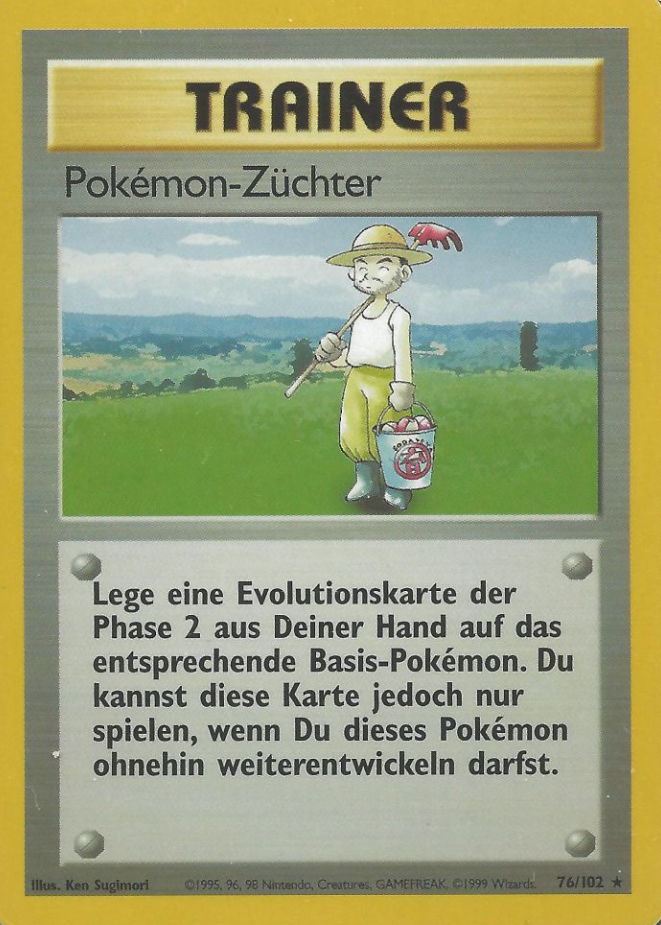 TRAINER
Pokémon-Züchter
Lege eine Evolutionskarte der
Phase 2 aus Deiner Hand auf das
entsprechende Basis-Pokémon. Du
kannst diese Karte jedoch nur
spielen, wenn Du dieses Pokémon
ohnehin weiterentwickeln darfst.
Illus. Ken Sugimori ©1995, 96, 98 Nintendo, Creatures, GAMEFREAK. ©1999 Wizards. 76/102 ★